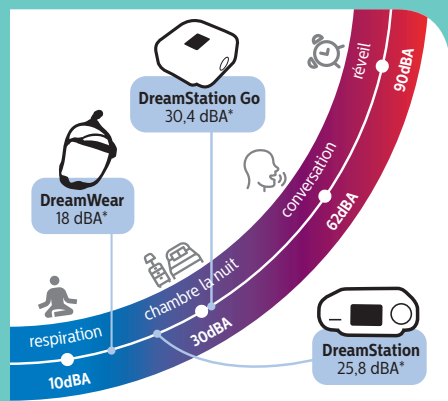 réveil
90dBA
DreamStation Go
30,4 dBA*
conversation
62dBA
DreamWear
18 dBA*
chambre la nuit
30dBA
respiration
10dBA
DreamStation
25,8 dBA*